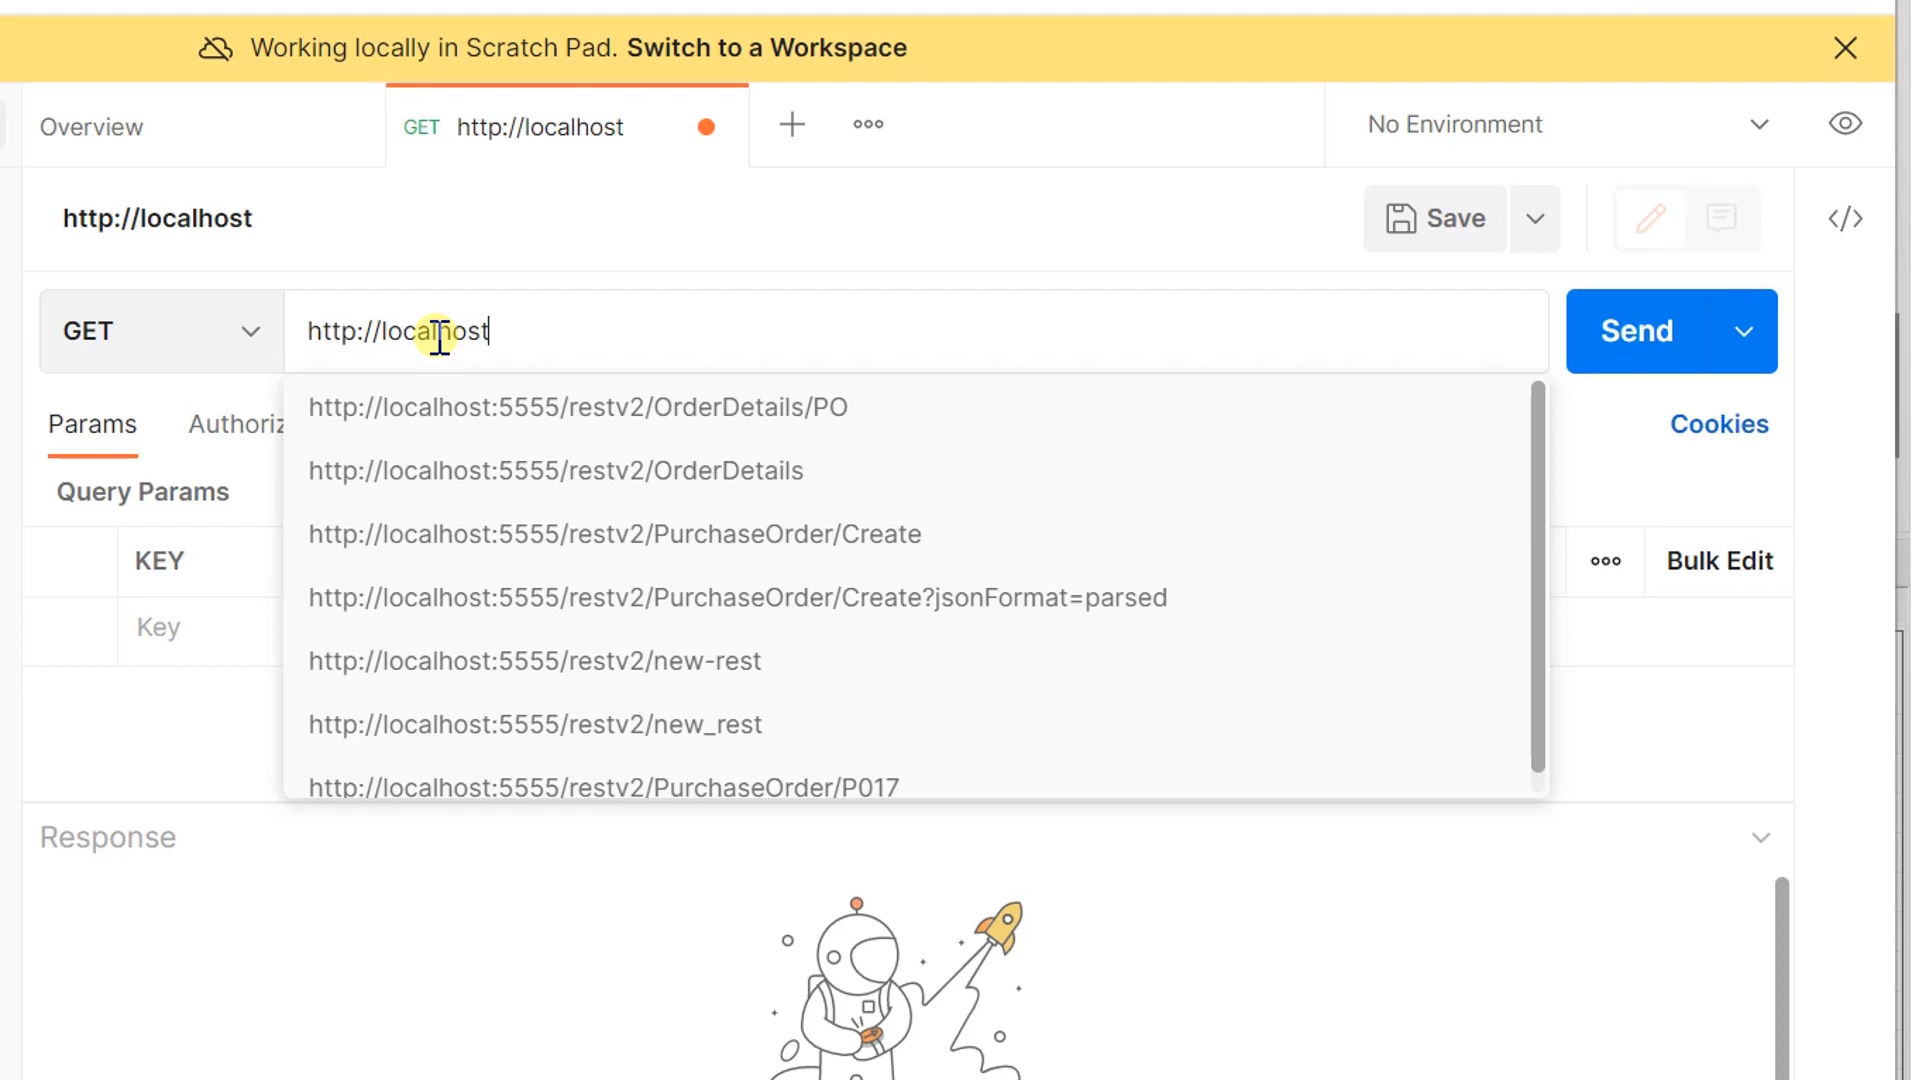 Working locally in Scratch Pad. Switch to a Workspace
Overview
GET http://localhost
No Environment
http://localhost
Save
GET
http://localhost
Send
http://localhost:5555/restv2/OrderDetails/PO
http://localhost:5555/restv2/OrderDetails
http://localhost:5555/restv2/PurchaseOrder/Create
http://localhost:5555/restv2/PurchaseOrder/Create?jsonFormat=parsed
http://localhost:5555/restv2/new-rest
http://localhost:5555/restv2/new_rest
http://localhost:5555/restv2/PurchaseOrder/P017
Params Authoriz
Cookies
Query Params
KEY
Bulk Edit
Key
Response